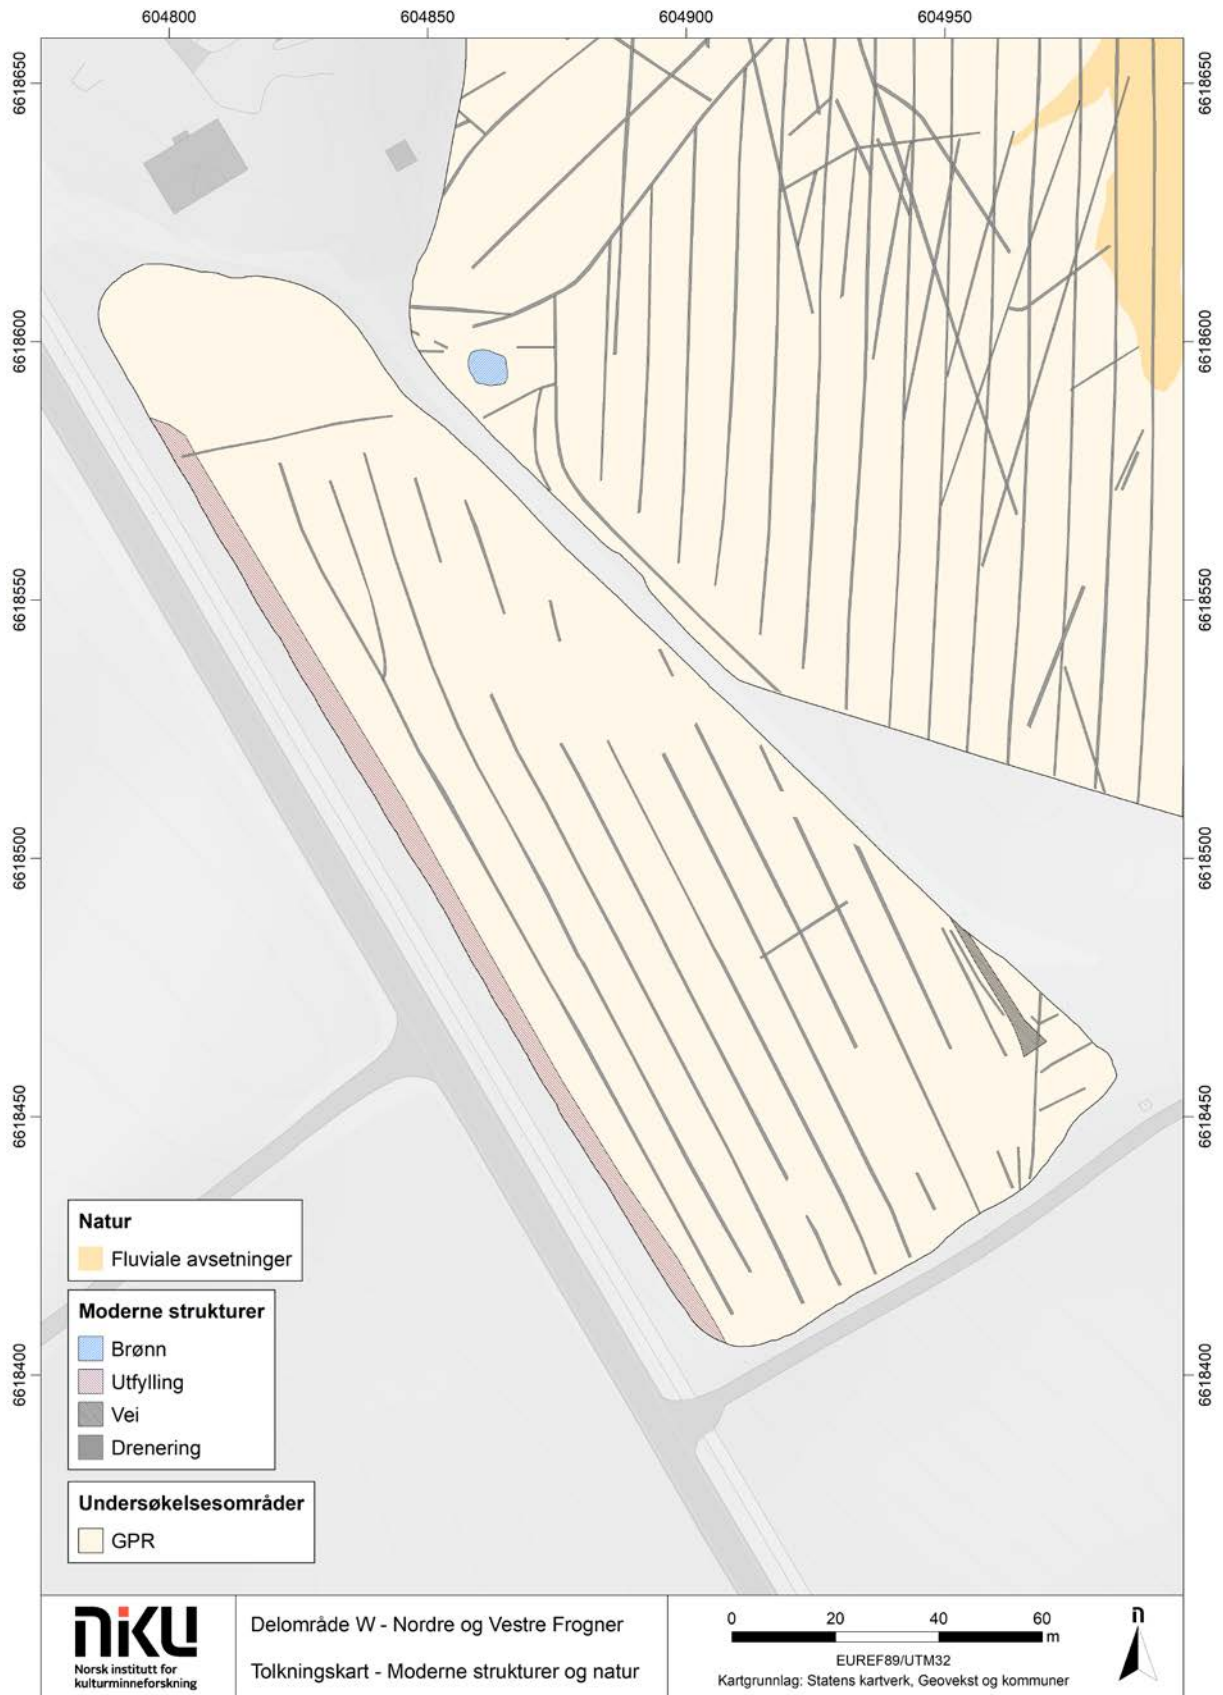 604800 604850 604900 604950
6618650 6618650
6618600 6618600
6618550 6618550
6618500 6618500
6618450 6618450
6618400 6618400
Natur
Fluviale avsetninger
Moderne strukturer
Brønn
Utfylling
Vei
Drenering
Undersøkelsesområder
GPR
niku
Norsk institutt for
kulturminneforskning
Delområde W - Nordre og Vestre Frogner
Tolkningskart - Moderne strukturer og natur
0 20 40 60
m
EUREF89/UTM32
Kartgrunnlag: Statens kartverk, Geovekst og kommuner
n